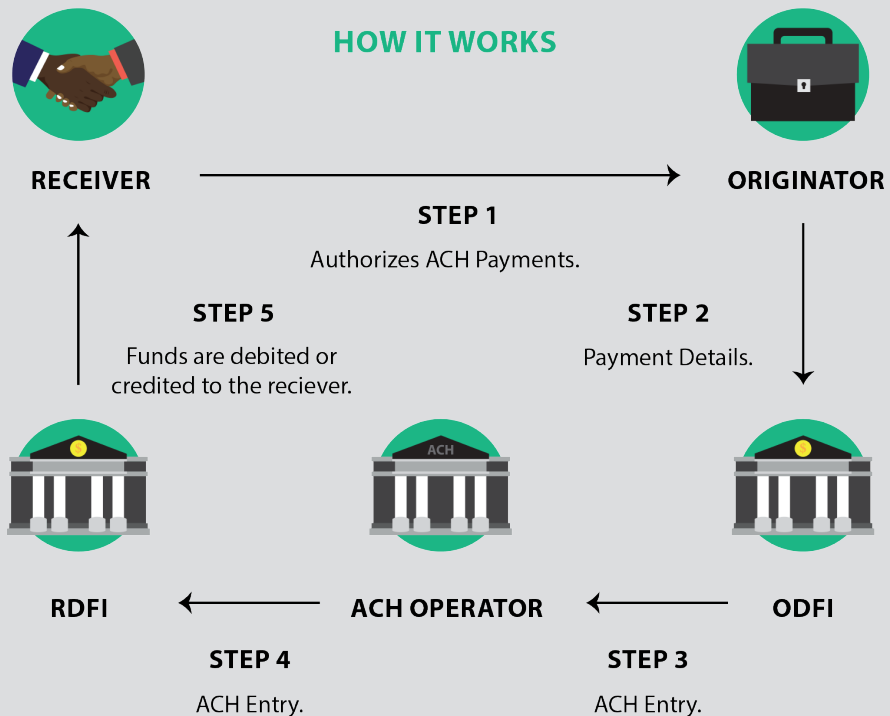 HOW IT WORKS
RECEIVER
ORIGINATOR
STEP 1
Authorizes ACH Payments.
STEP 5
Funds are debited or
credited to the reciever.
STEP 2
Payment Details.
ACH
RDFI
ACH OPERATOR
ODFI
STEP 4
ACH Entry.
STEP 3
ACH Entry.